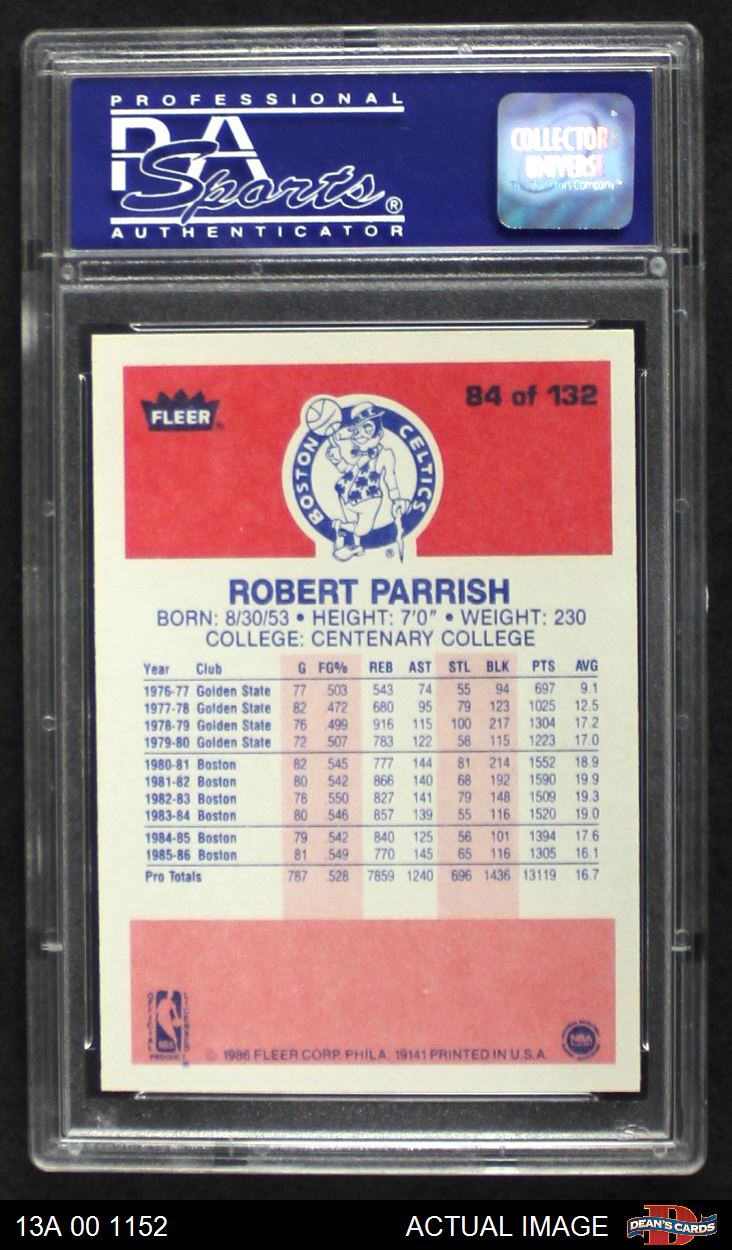 PROFESSIONAL
PSA
Sports®
AUTHENTICATOR
COLLECTORS
UNIVERSE
FLEER®
84 of 132
BOSTON CELTICS
®
ROBERT PARRISH
BORN: 8/30/53 • HEIGHT: 7'0" • WEIGHT: 230
COLLEGE: CENTENARY COLLEGE
Year Club G FG% REB AST STL BLK PTS AVG
1976-77 Golden State 77 .503 543 74 55 94 697 9.1
1977-78 Golden State 82 .472 680 95 79 123 1025 12.5
1978-79 Golden State 76 .499 916 115 100 217 1304 17.2
1979-80 Golden State 72 .507 783 122 58 115 1223 17.0
1980-81 Boston 82 .545 777 144 81 214 1552 18.9
1981-82 Boston 80 .542 866 140 68 192 1590 19.9
1982-83 Boston 78 .550 827 141 79 148 1509 19.3
1983-84 Boston 80 .546 857 139 55 116 1520 19.0
1984-85 Boston 79 .542 840 125 56 101 1394 17.6
1985-86 Boston 81 .549 770 145 65 116 1305 16.1
Pro Totals 787 .528 7859 1240 696 1436 13119 16.7
OFFICIAL LICENSED
NBA
PRODUCT®
© 1986 FLEER CORP. PHILA. 19141 PRINTED IN U.S.A.
NBA
13A 00 1152
ACTUAL IMAGE
DEAN'S CARDS